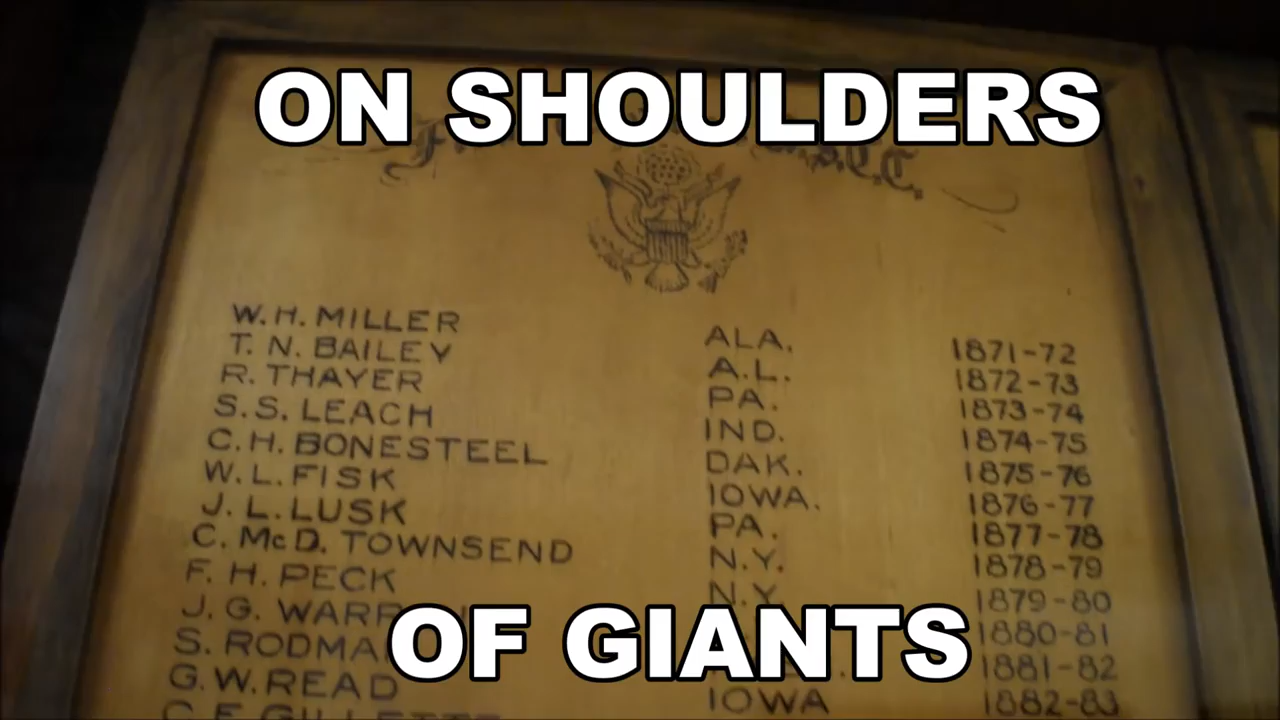 ON SHOULDERS
W. H. MILLER ALA. 1871-72
T. N. BAILEY A.L. 1872-73
R. THAYER PA. 1873-74
S. S. LEACH IND. 1874-75
C. H. BONESTEEL DAK. 1875-76
W. L. FISK IOWA. 1876-77
J. L. LUSK PA. 1877-78
C. McD. TOWNSEND N.Y. 1878-79
F. H. PECK N.Y. 1879-80
J. G. 1880-81
S. 1881-82
G. W. READ IOWA 1882-83
OF GIANTS